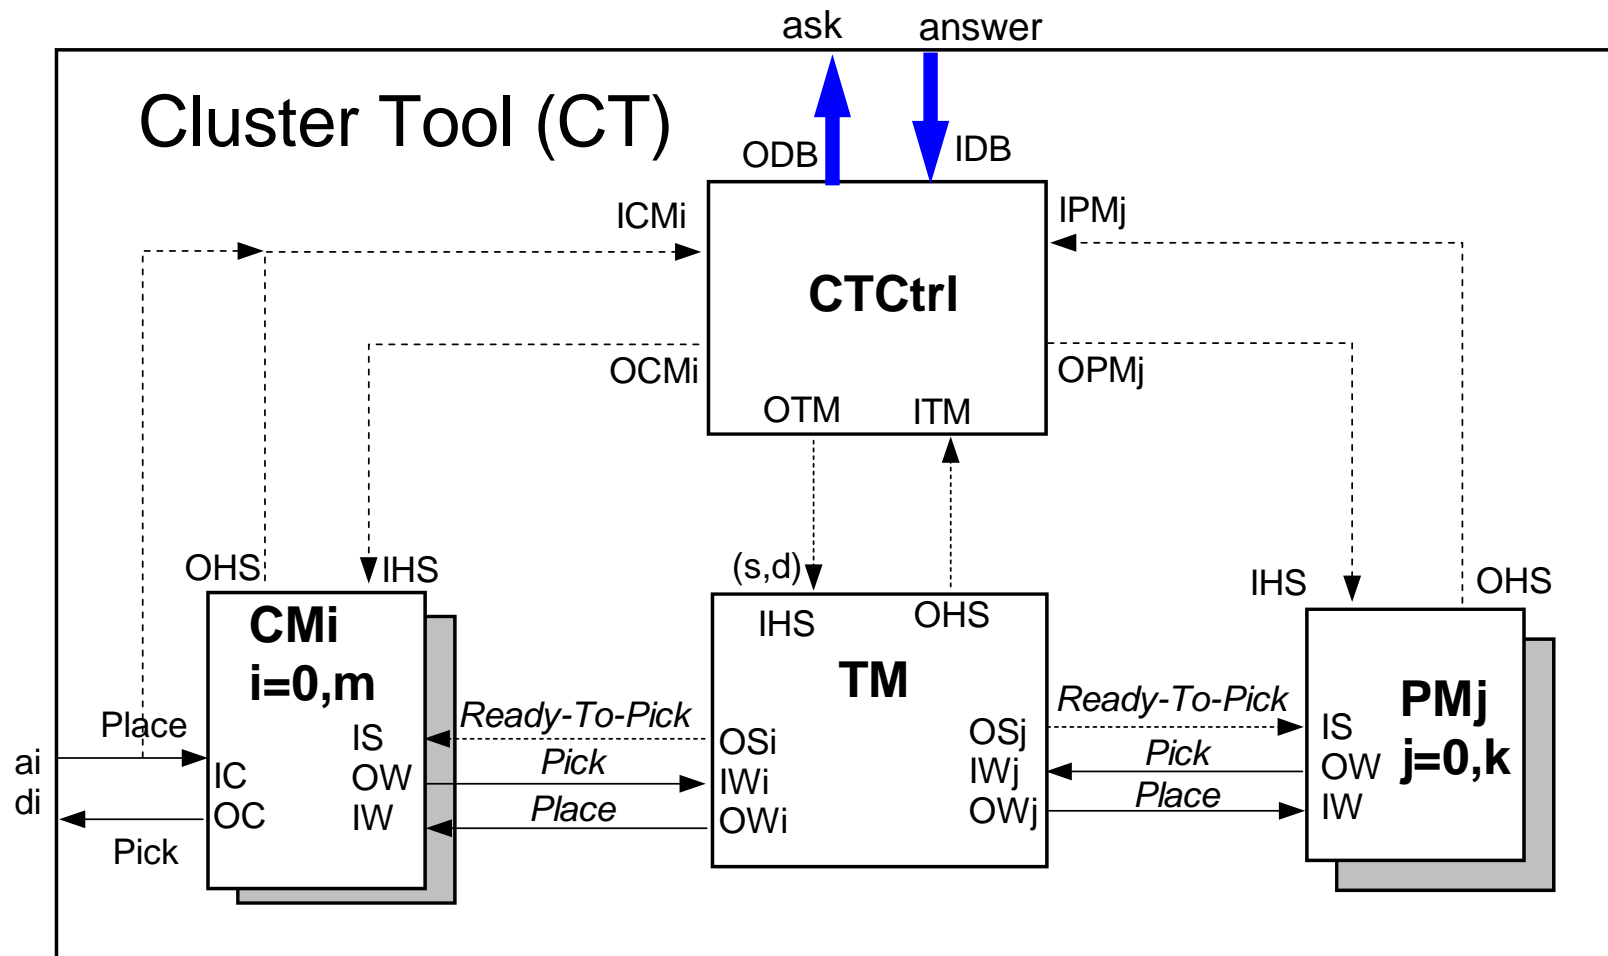 ask
answer
Cluster Tool (CT)
ODB
IDB
ICMi
IPMj
CTCtrl
OCMi
OPMj
OTM
ITM
OHS
IHS
(s,d)
IHS
OHS
CMi
i=0,m
IHS
OHS
TM
PMj
j=0,k
Place
ai
di
IC
OC
Pick
IS
OW
IW
Ready-To-Pick
Pick
Place
OSi
IWi
OWi
OSj
IWj
OWj
Ready-To-Pick
Pick
Place
IS
OW
IW